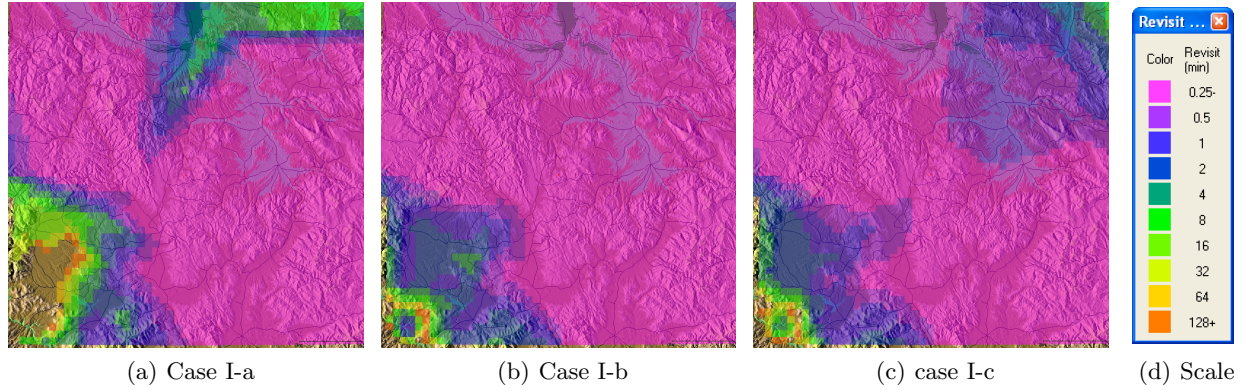 Revisit ...
Color Revisit (min)
0.25-
0.5
1
2
4
8
16
32
64
128+
(a) Case I-a
(b) Case I-b
(c) case I-c
(d) Scale